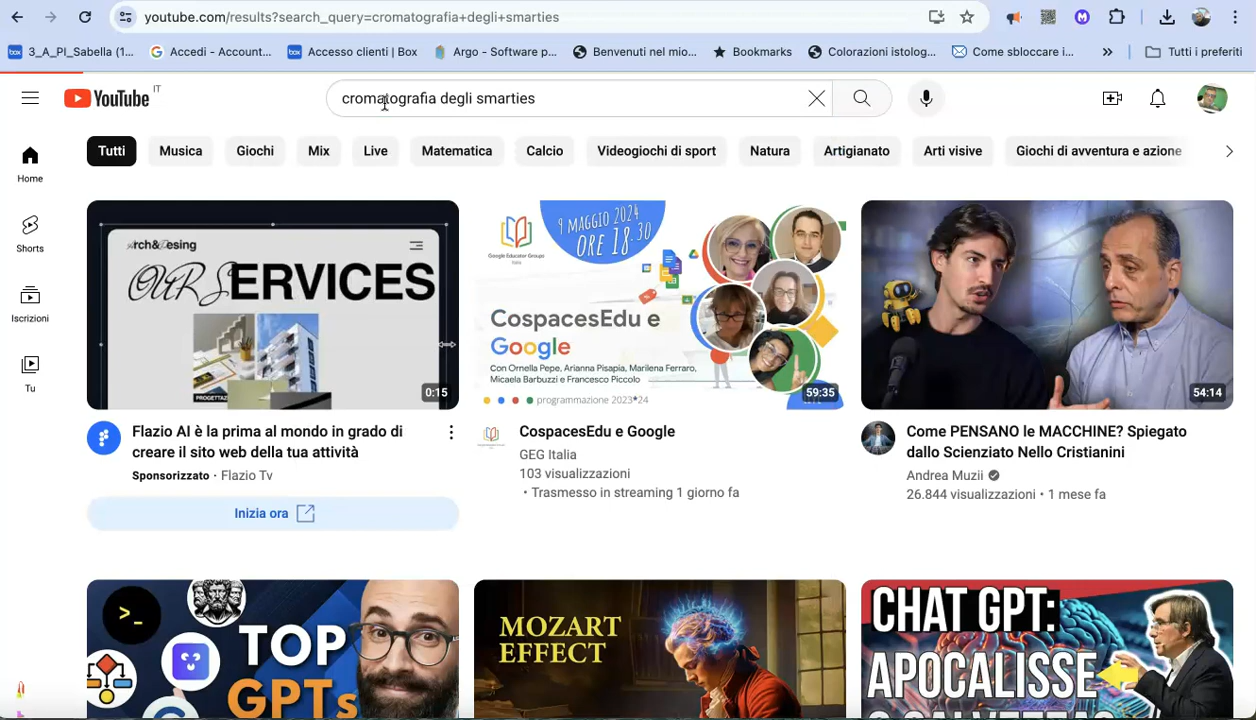 youtube.com/results?search_query=cromatografia+degli+smarties
3_A_PI_Sabella (1... Accedi - Account... Accesso clienti | Box Argo - Software p... Benvenuti nel mio... Bookmarks Colorazioni istolog... Come sbloccare i... » Tutti i preferiti
YouTube IT
cromatografia degli smarties
Tutti Musica Giochi Mix Live Matematica Calcio Videogiochi di sport Natura Artigianato Arti visive Giochi di avventura e azione
Home
Shorts
Iscrizioni
Tu
Arch&Desing
OUR SERVICES
PROGETTAZ
0:15
Flazio AI è la prima al mondo in grado di
creare il sito web della tua attività
Sponsorizzato · Flazio Tv
Inizia ora
Google Educator Groups
Italia
9 MAGGIO 2024
ORE 18.30
CospacesEdu e
Google
Con Ornella Pepe, Arianna Pisapia, Marilena Ferraro,
Micaela Barbuzzi e Francesco Piccolo
programmazione 2023*24
59:35
CospacesEdu e Google
GEG Italia
103 visualizzazioni
• Trasmesso in streaming 1 giorno fa
54:14
Come PENSANO le MACCHINE? Spiegato
dallo Scienziato Nello Cristianini
Andrea Muzii
26.844 visualizzazioni • 1 mese fa
>_
TOP
GPTs
MOZART
EFFECT
CHAT GPT:
APOCALISSE